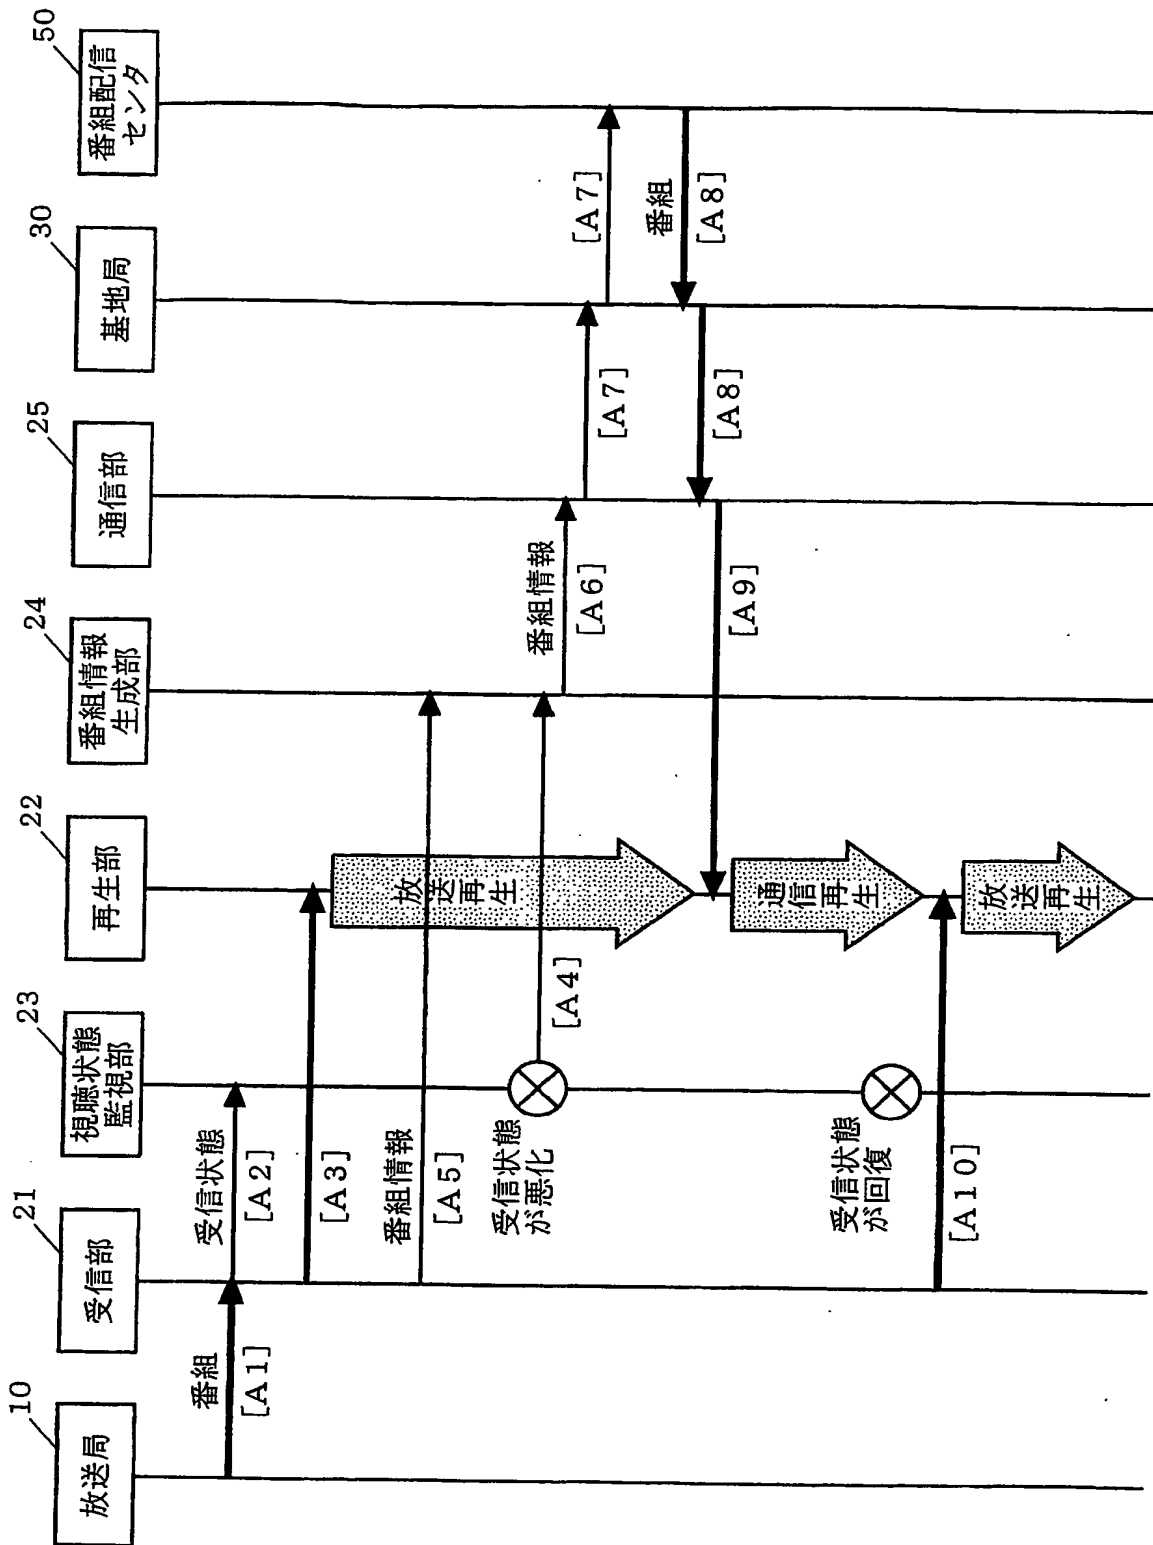 10
放送局
21
受信部
23
視聴状態
監視部
22
再生部
24
番組情報
生成部
25
通信部
30
基地局
50
番組配信
センタ
番組
[A1]
受信状態
[A2]
[A3]
放送再生
番組情報
[A5]
受信状態
が悪化
[A4]
番組情報
[A6]
[A7]
[A7]
番組
[A8]
[A8]
[A9]
通信再生
受信状態
が回復
[A10]
放送再生